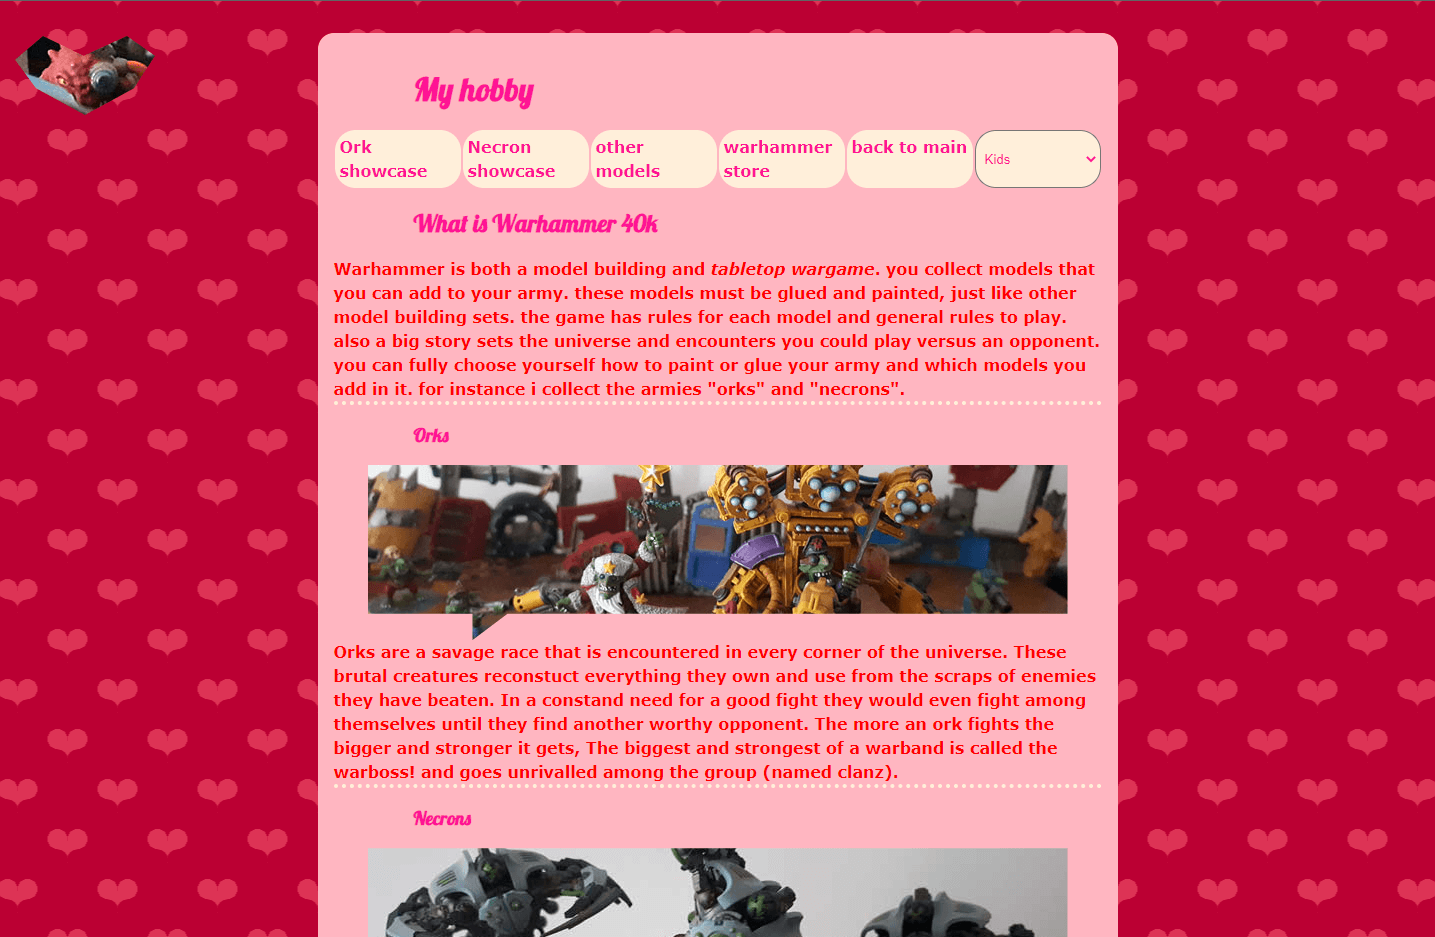 My hobby
Ork showcase
Necron showcase
other models
warhammer store
back to main
Kids
What is Warhammer 40k
Warhammer is both a model building and tabletop wargame. you collect models that
you can add to your army. these models must be glued and painted, just like other
model building sets. the game has rules for each model and general rules to play.
also a big story sets the universe and encounters you could play versus an opponent.
you can fully choose yourself how to paint or glue your army and which models you
add in it. for instance i collect the armies "orks" and "necrons".
Orks
Orks are a savage race that is encountered in every corner of the universe. These
brutal creatures reconstuct everything they own and use from the scraps of enemies
they have beaten. In a constand need for a good fight they would even fight among
themselves until they find another worthy opponent. The more an ork fights the
bigger and stronger it gets, The biggest and strongest of a warband is called the
warboss! and goes unrivalled among the group (named clanz).
Necrons